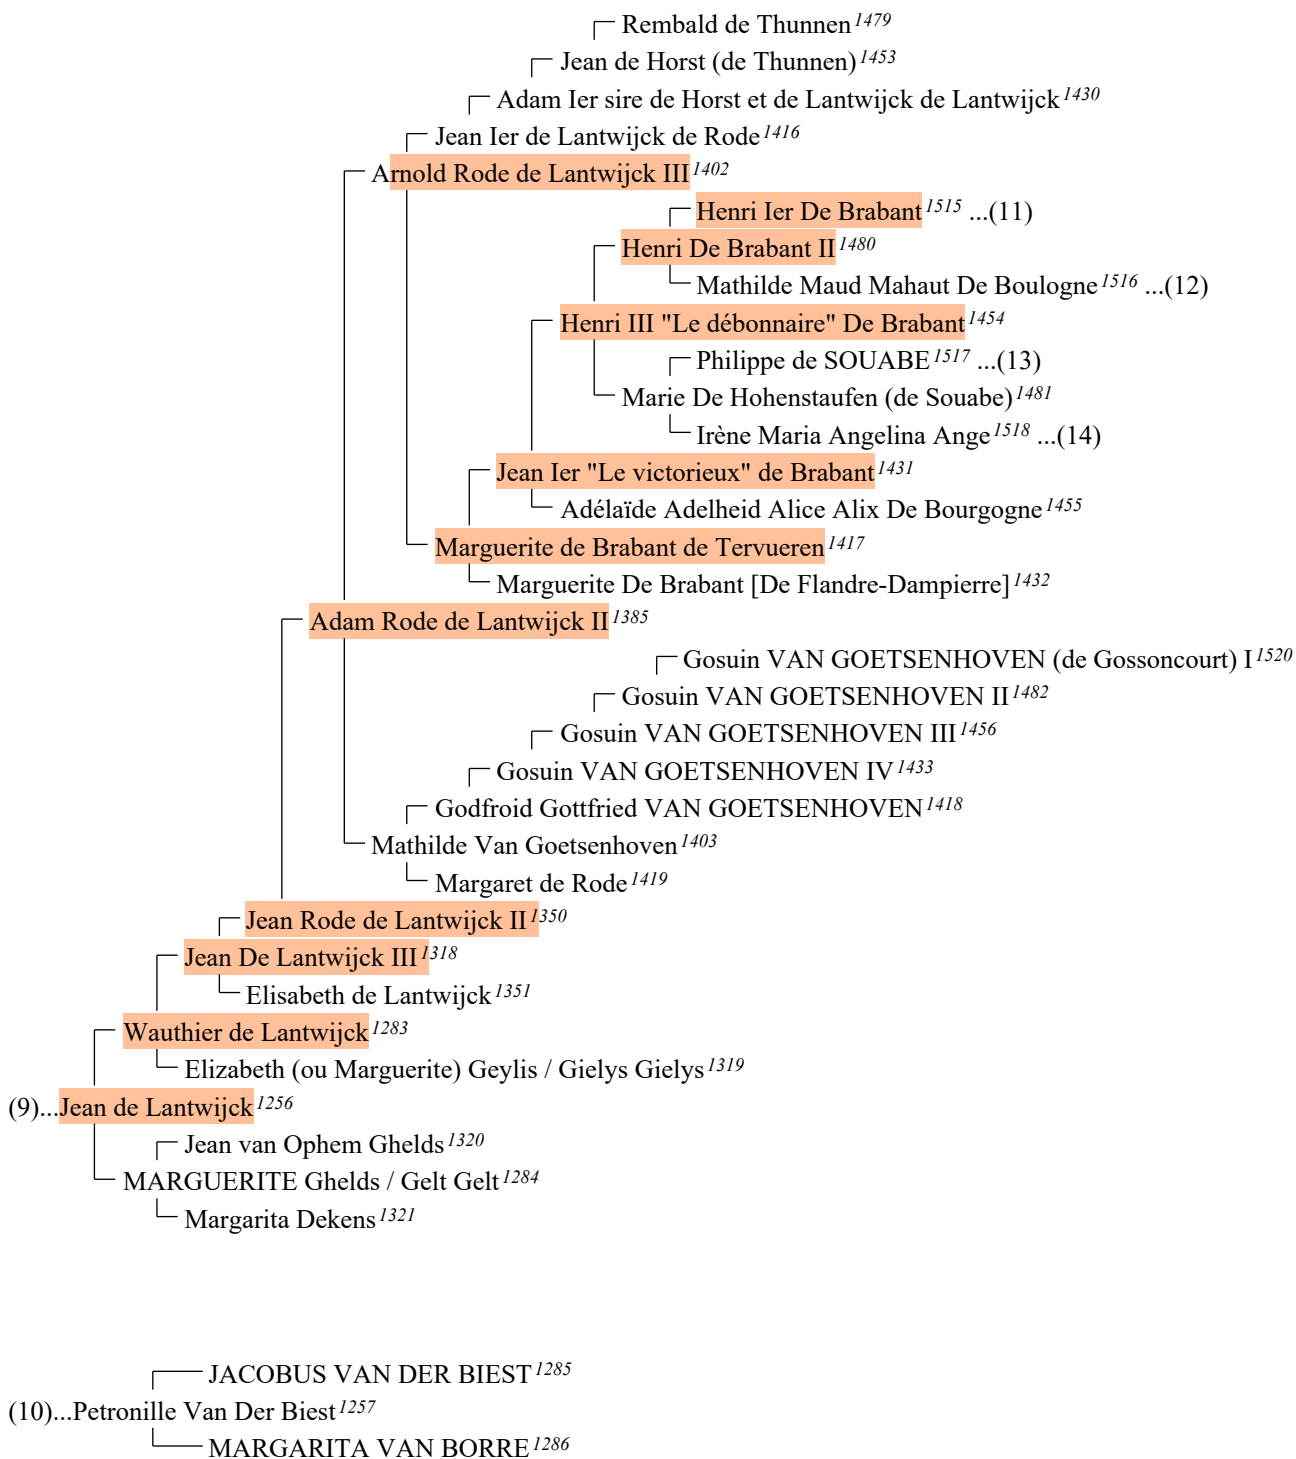 Rembald de Thunnen 1479
Jean de Horst (de Thunnen) 1453
Adam Ier sire de Horst et de Lantwijck de Lantwijck 1430
Jean Ier de Lantwijck de Rode 1416
Arnold Rode de Lantwijck III 1402
Henri Ier De Brabant 1515 ...(11)
Henri De Brabant II 1480
Mathilde Maud Mahaut De Boulogne 1516 ...(12)
Henri III "Le débonnaire" De Brabant 1454
Philippe de SOUABE 1517 ...(13)
Marie De Hohenstaufen (de Souabe) 1481
Irène Maria Angelina Ange 1518 ...(14)
Jean Ier "Le victorieux" de Brabant 1431
Adélaïde Adelheid Alice Alix De Bourgogne 1455
Marguerite de Brabant de Tervueren 1417
Marguerite De Brabant [De Flandre-Dampierre] 1432
Adam Rode de Lantwijck II 1385
Gosuin VAN GOETSENHOVEN (de Gossoncourt) I 1520
Gosuin VAN GOETSENHOVEN II 1482
Gosuin VAN GOETSENHOVEN III 1456
Gosuin VAN GOETSENHOVEN IV 1433
Godfroid Gottfried VAN GOETSENHOVEN 1418
Mathilde Van Goetsenhoven 1403
Margaret de Rode 1419
Jean Rode de Lantwijck II 1350
Jean De Lantwijck III 1318
Elisabeth de Lantwijck 1351
Wauthier de Lantwijck 1283
Elizabeth (ou Marguerite) Geylis / Gielys Gielys 1319
(9)...Jean de Lantwijck 1256
Jean van Ophem Ghelds 1320
MARGUERITE Ghelds / Gelt Gelt 1284
Margarita Dekens 1321
JACOBUS VAN DER BIEST 1285
(10)...Petronille Van Der Biest 1257
MARGARITA VAN BORRE 1286